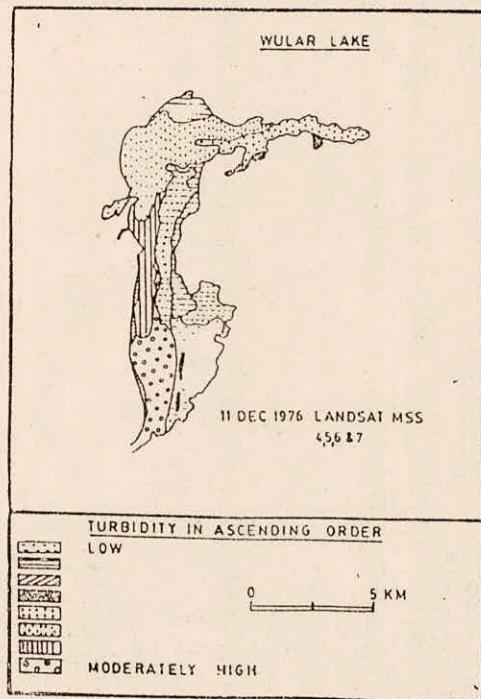 WULAR LAKE
11 DEC 1976 LANDSAT MSS
4,5,6 & 7
TURBIDITY IN ASCENDING ORDER
LOW
0 5 KM
MODERATELY HIGH